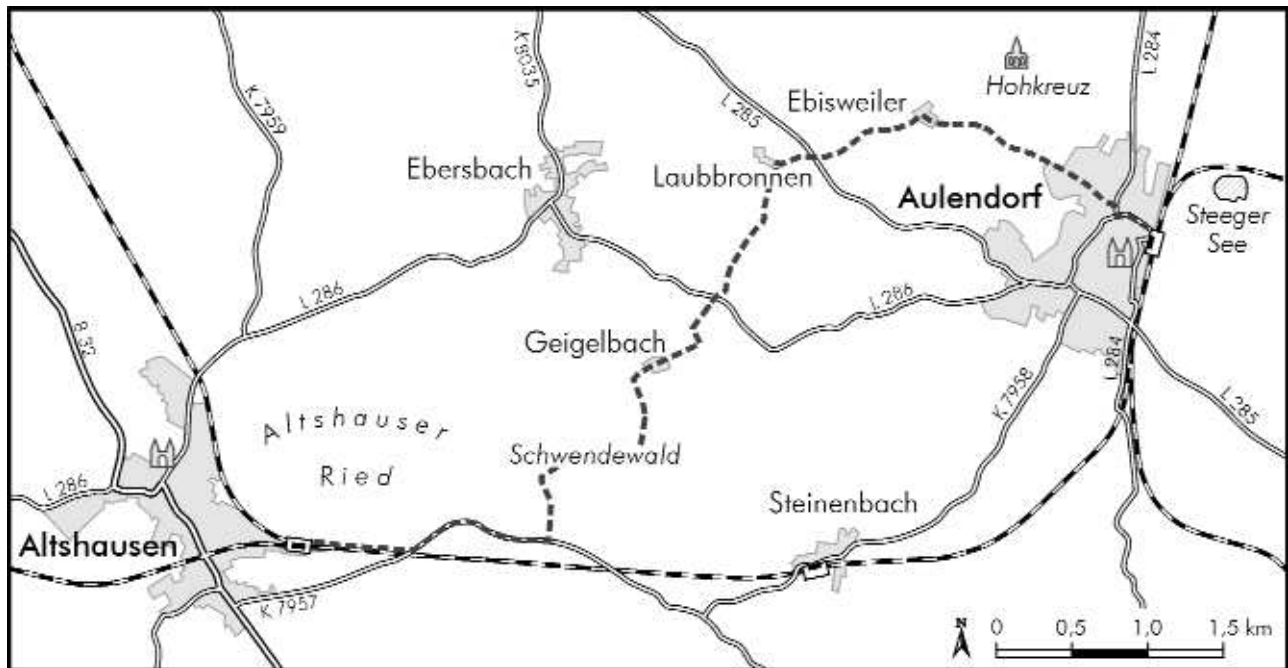 L 284
K 8035
Hohkreuz
K 7959
L 285
Ebisweiler
Ebersbach
Laubbronnen
Aulendorf
Steeger
See
L 286
L 286
B 32
Geigelbach
L 284
K 7958
L 285
Altshauser
Ried
Schwendewald
L 286
Steinenbach
Altshausen
K 7957
N
0 0,5 1,0 1,5 km